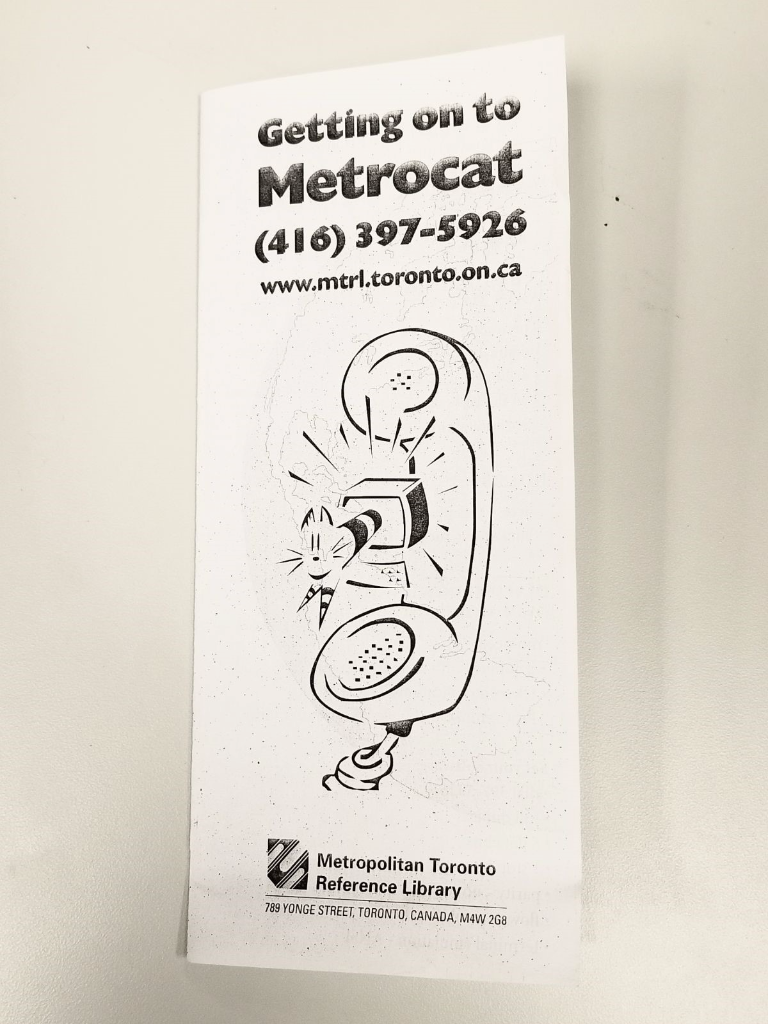 Getting on to
Metrocat
(416) 397-5926
www.mtrl.toronto.on.ca
Metropolitan Toronto
Reference Library
789 YONGE STREET, TORONTO, CANADA, M4W 2G8